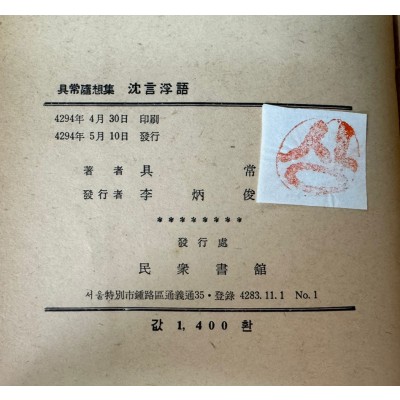 具常隨想集 沈言浮語
4294年 4月 30日 印刷
4294年 5月 10日 發行
著者 具常
發行者 李炳俊
*********
發行處
民衆書館
서울特別市鍾路區通義通35·登錄 4283.11.1 No.1
값 1,400 환
상